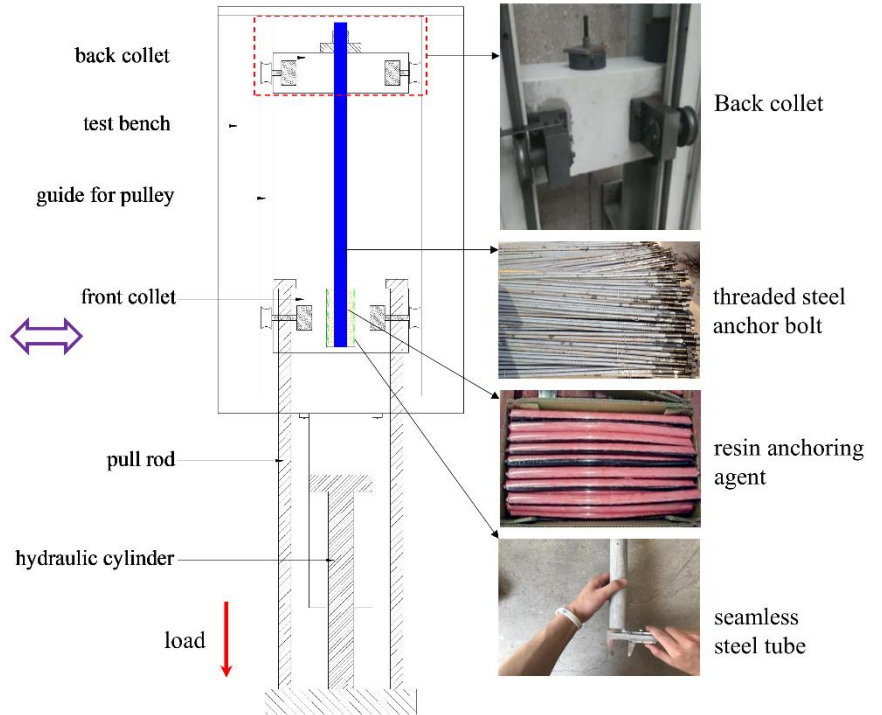 back collet
test bench
guide for pulley
front collet
pull rod
hydraulic cylinder
load
Back collet
threaded steel
anchor bolt
resin anchoring
agent
seamless
steel tube